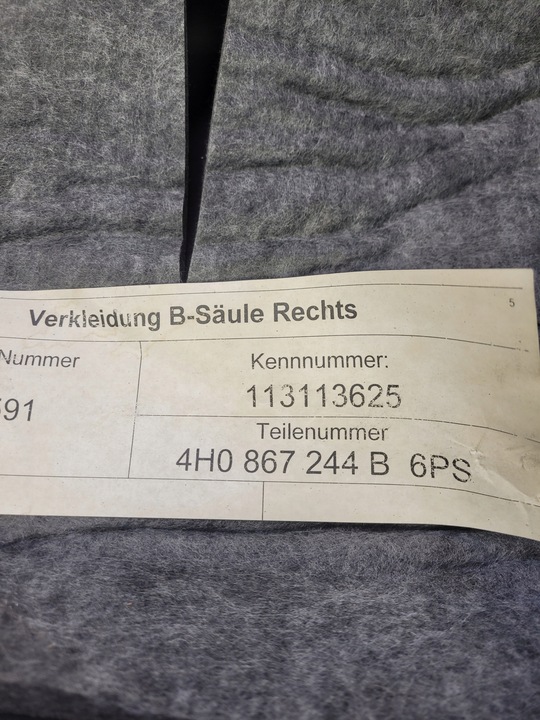 Verkleidung B-Säule Rechts
5
Nummer
Kennnummer:
91
113113625
Teilenummer
4H0 867 244 B 6PS